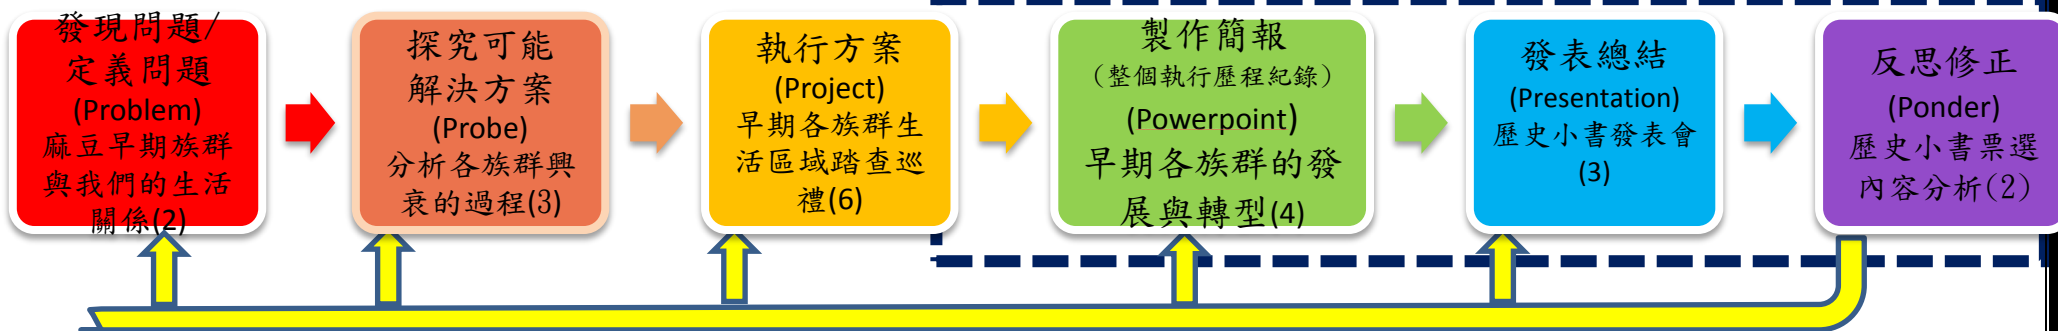 發現問題/
定義問題
(Problem)
麻豆早期族群
與我們的生活
關係(2)
探究可能
解決方案
(Probe)
分析各族群興
衰的過程(3)
執行方案
(Project)
早期各族群生
活區域踏查巡
禮(6)
製作簡報
（整個執行歷程紀錄）
(Powerpoint)
早期各族群的發
展與轉型(4)
發表總結
(Presentation)
歷史小書發表會
(3)
反思修正
(Ponder)
歷史小書票選
內容分析(2)